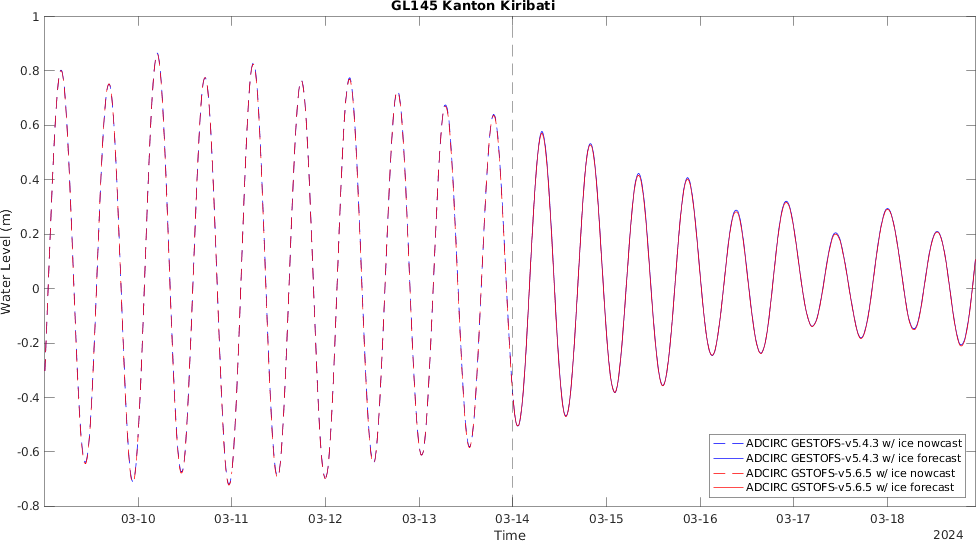 GL145 Kanton Kiribati
1
0.8
0.6
0.4
0.2
0
-0.2
-0.4
-0.6
-0.8
Water Level (m)
ADCIRC GESTOFS-v5.4.3 w/ ice nowcast
ADCIRC GESTOFS-v5.4.3 w/ ice forecast
ADCIRC GSTOFS-v5.6.5 w/ ice nowcast
ADCIRC GSTOFS-v5.6.5 w/ ice forecast
03-10 03-11 03-12 03-13 03-14 03-15 03-16 03-17 03-18
Time
2024